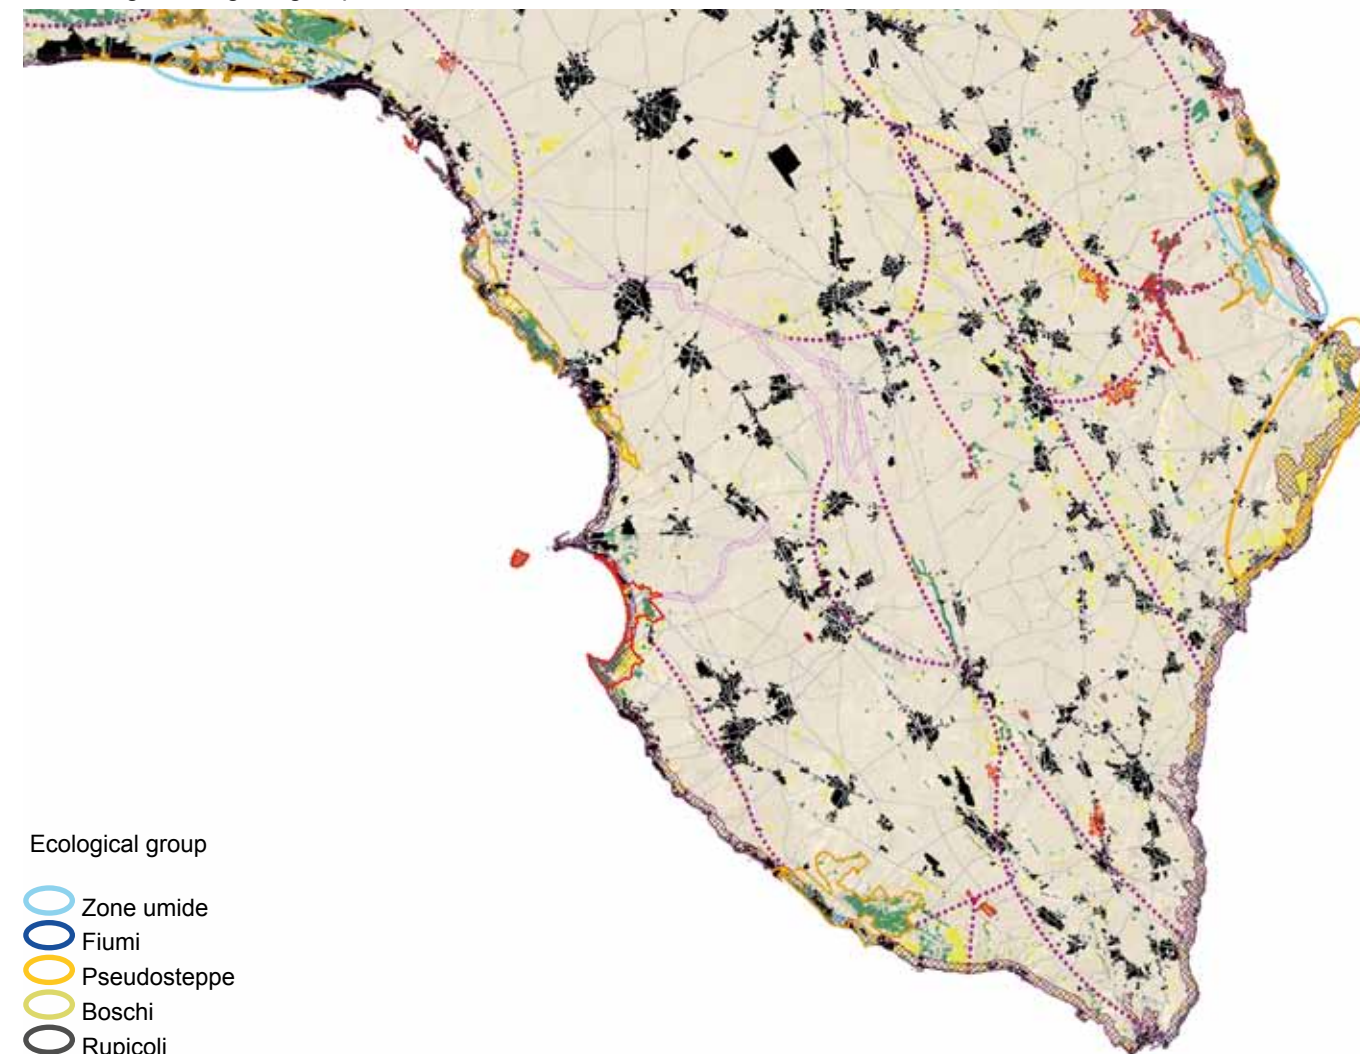 Ecological group
Zone umide
Fiumi
Pseudosteppe
Boschi
Rupicoli